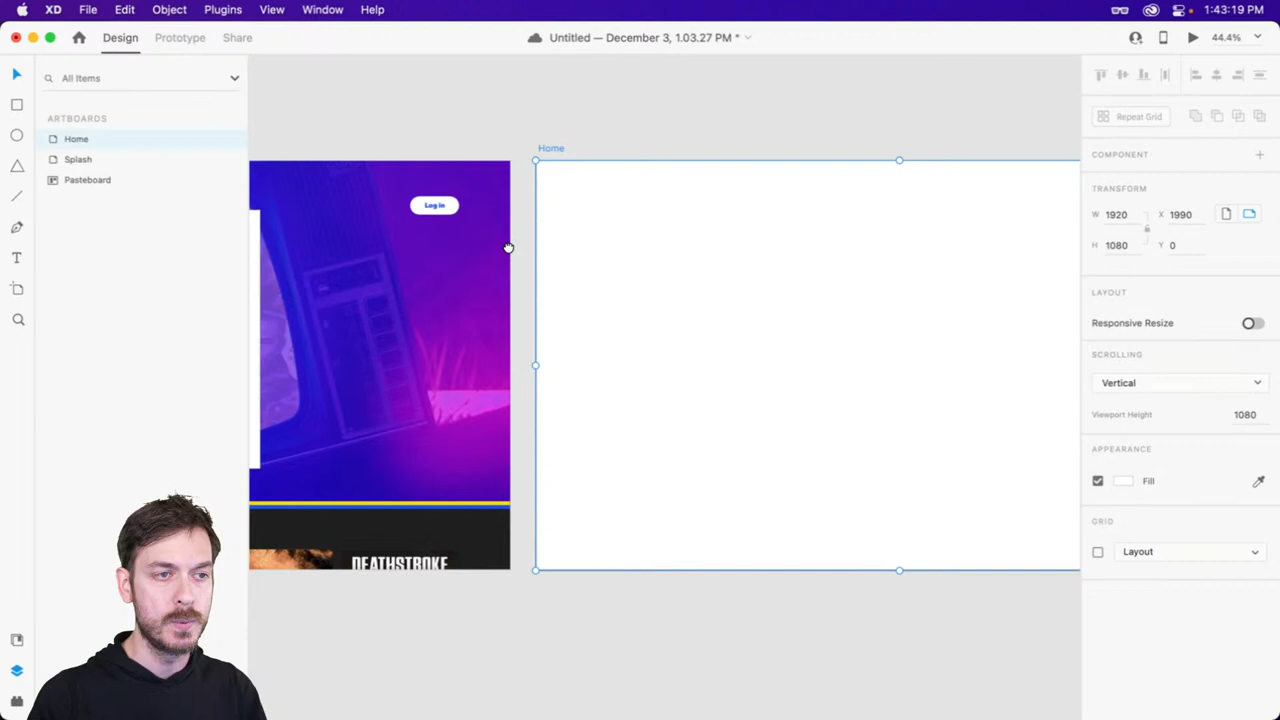 XD File Edit Object Plugins View Window Help 1:43:19 PM
Design Prototype Share Untitled — December 3, 1.03.27 PM * 44.4%
All Items
ARTBOARDS
Home
Splash
Pasteboard
Home
Log in
DEATHSTROKE
Repeat Grid
COMPONENT
TRANSFORM
W 1920 X 1990
H 1080 Y 0
LAYOUT
Responsive Resize
SCROLLING
Vertical
Viewport Height 1080
APPEARANCE
Fill
GRID
Layout